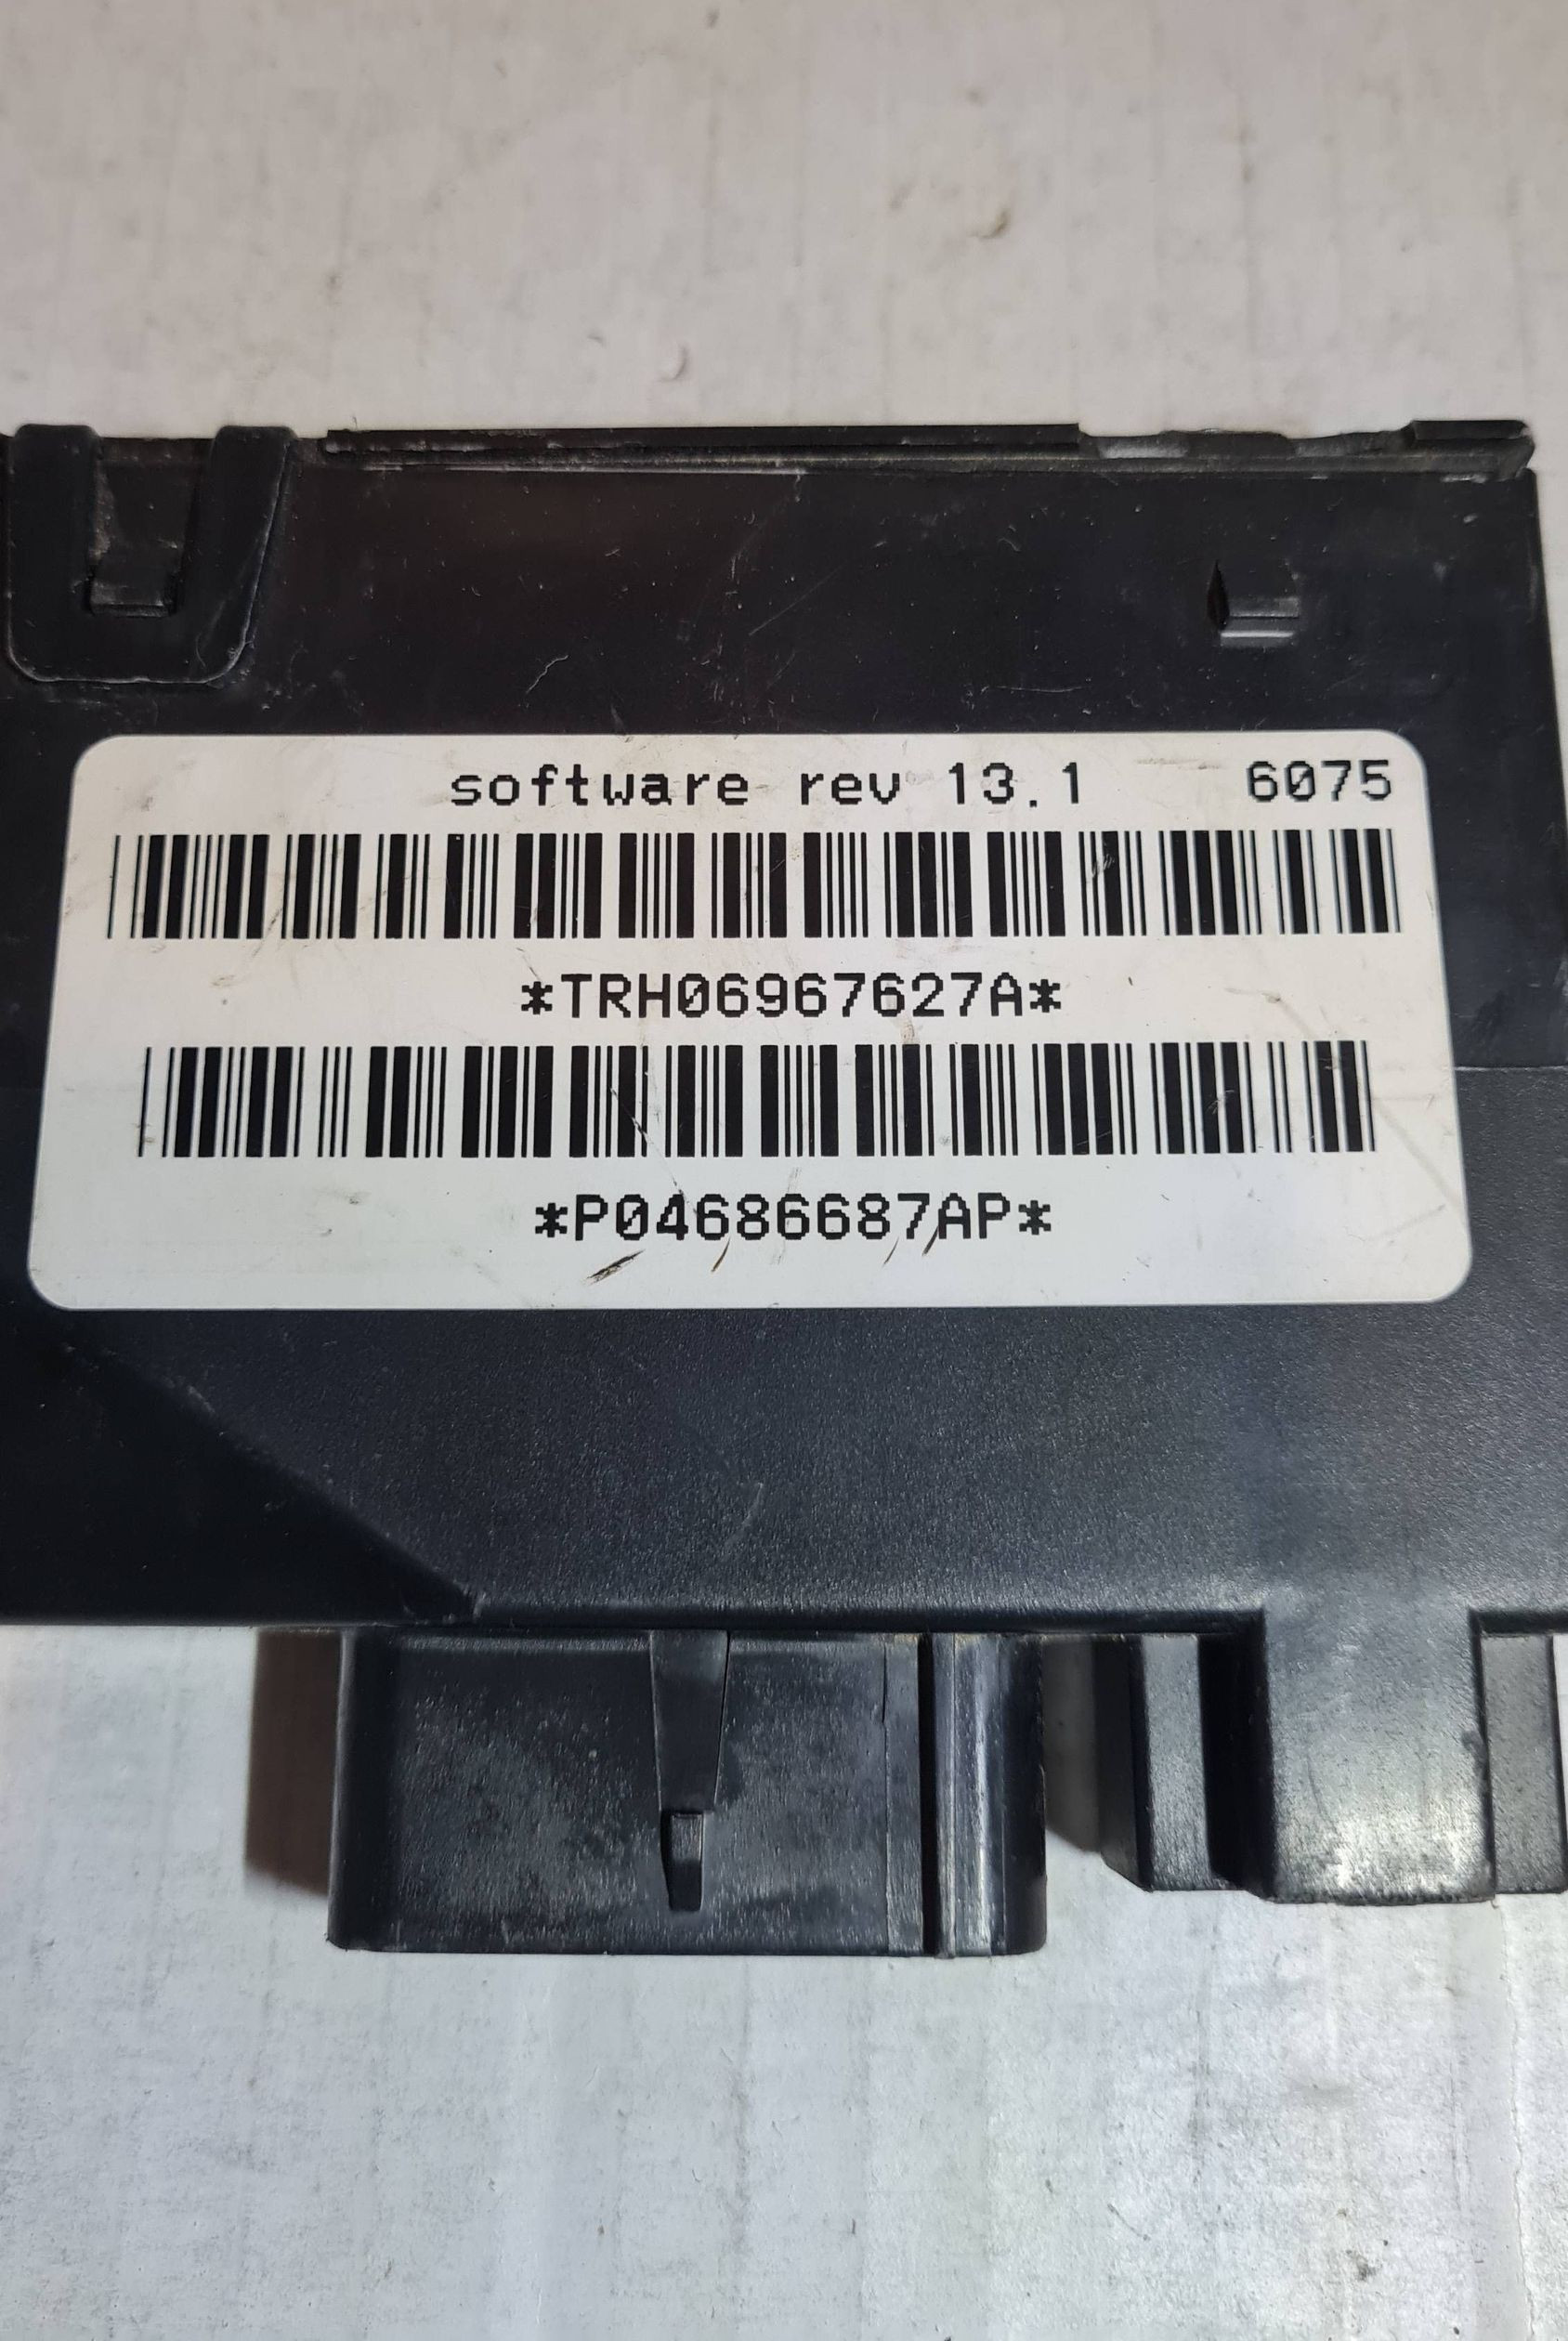 software rev 13.1 6075
*TRH06967627A*
*P04686687AP*